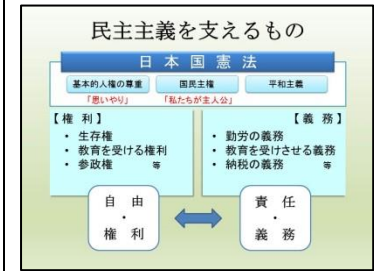 民主主義を支えるもの
日本国憲法
基本的人権の尊重 国民主権 平和主義
「思いやり」 「私たちが主人公」
【権利】 【義務】
・ 生存権
・ 教育を受ける権利
・ 参政権 等
・ 勤労の義務
・ 教育を受けさせる義務
・ 納税の義務 等
自由
・
権利
責任
・
義務